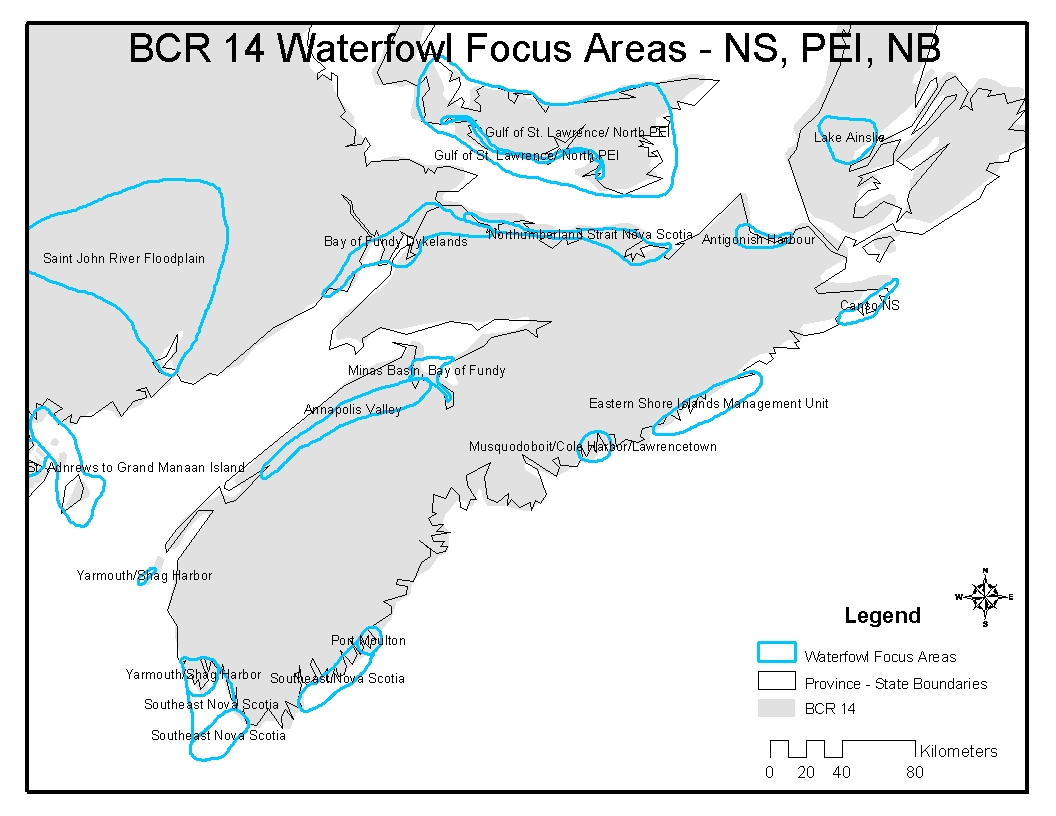 BCR 14 Waterfowl Focus Areas - NS, PEI, NB
Gulf of St. Lawrence/ North PEI
Lake Ainslie
Gulf of St. Lawrence/ North PEI
Northumberland Strait Nova Scotia
Antigonish Harbour
Bay of Fundy Dykelands
Saint John River Floodplain
Canso NS
Minas Basin, Bay of Fundy
Eastern Shore Islands Management Unit
Annapolis Valley
Musquodoboit/Cole Harbor/Lawrencetown
St. Adnrews to Grand Manaan Island
Yarmouth/Shag Harbor
N
W E
S
Legend
Port Moulton
Waterfowl Focus Areas
Yarmouth/Shag Harbor
Southeast Nova Scotia
Province - State Boundaries
Southeast Nova Scotia
BCR 14
Southeast Nova Scotia
Kilometers
0 20 40 80